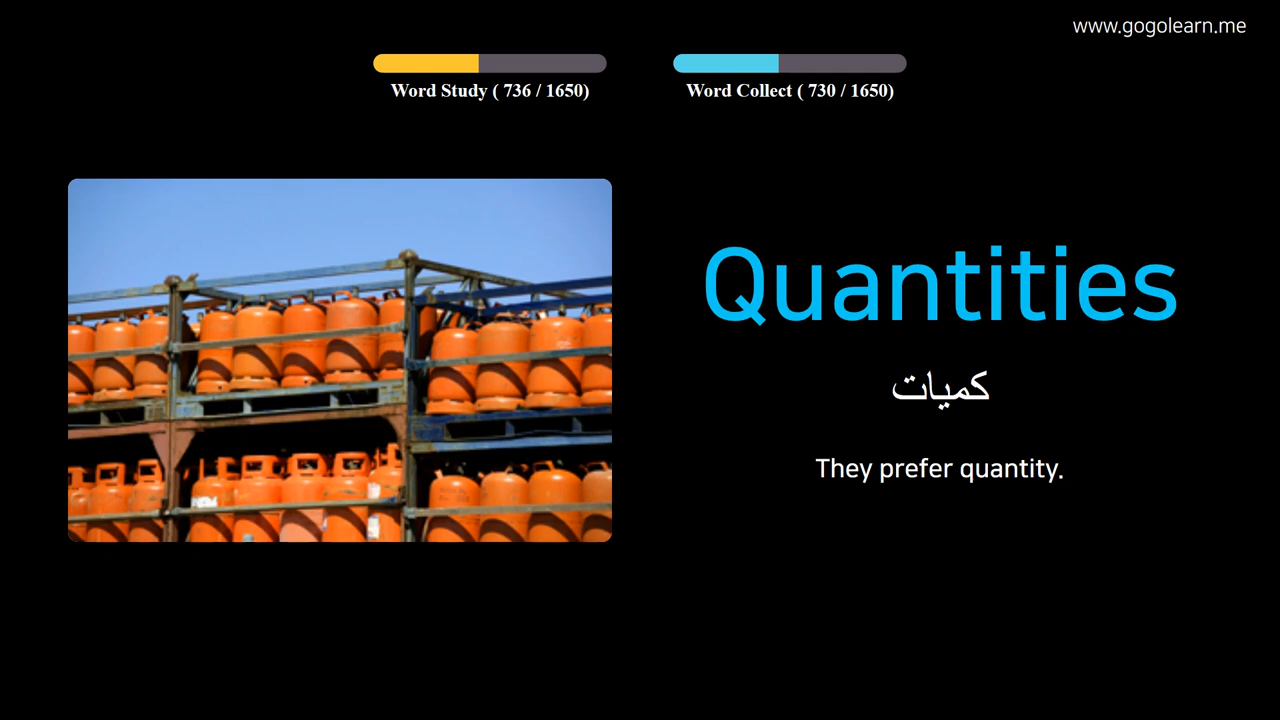 www.gogolearn.me
Word Study ( 736 / 1650)
Word Collect ( 730 / 1650)
Quantities
كميات
They prefer quantity.